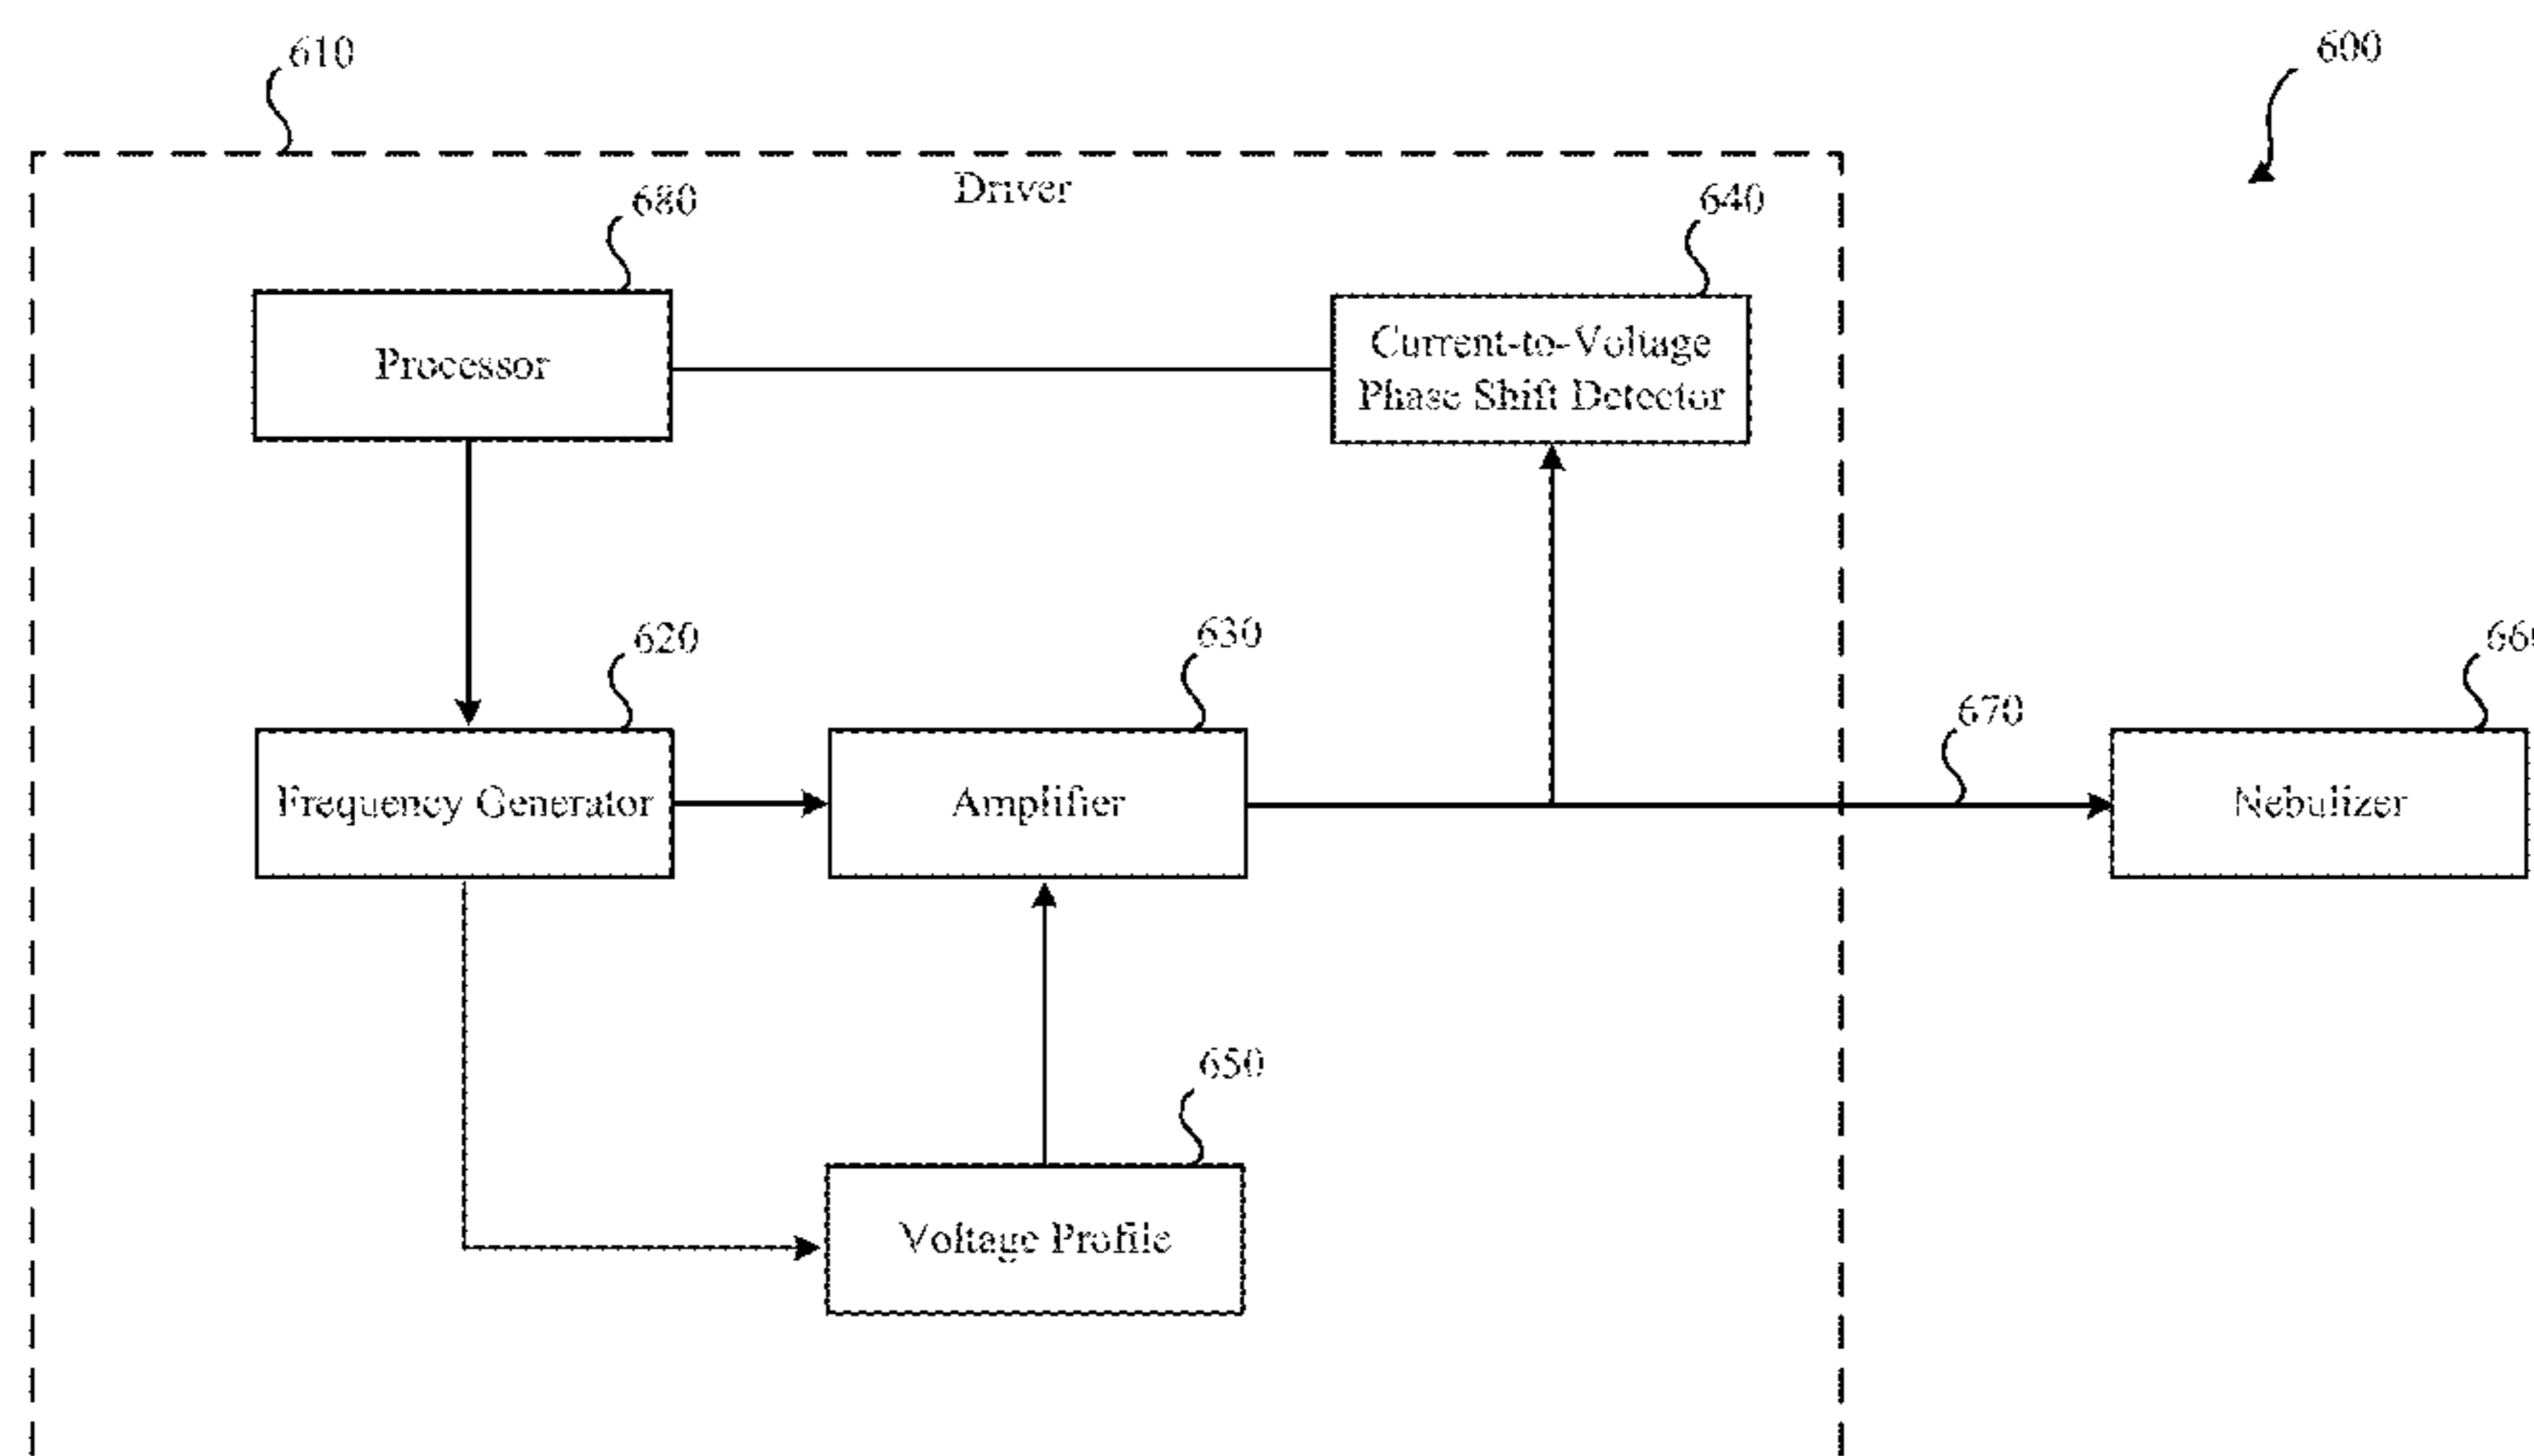 610
600
Driver
680
640
Processor
Current-to-Voltage
Phase Shift Detector
620
630
670
Frequency Generator
Amplifier
Nebulizer
650
Voltage Profile